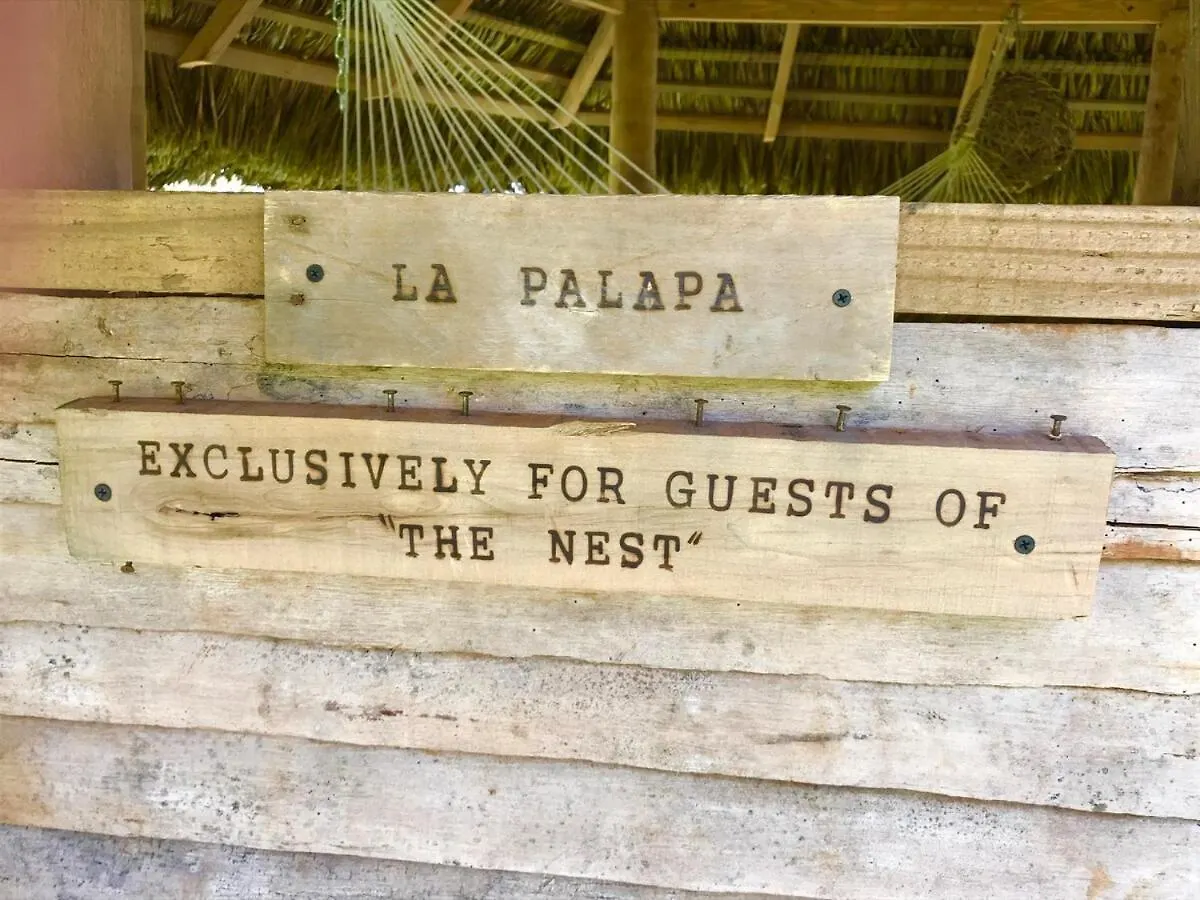 LA PALAPA
EXCLUSIVELY FOR GUESTS OF
"THE NEST"